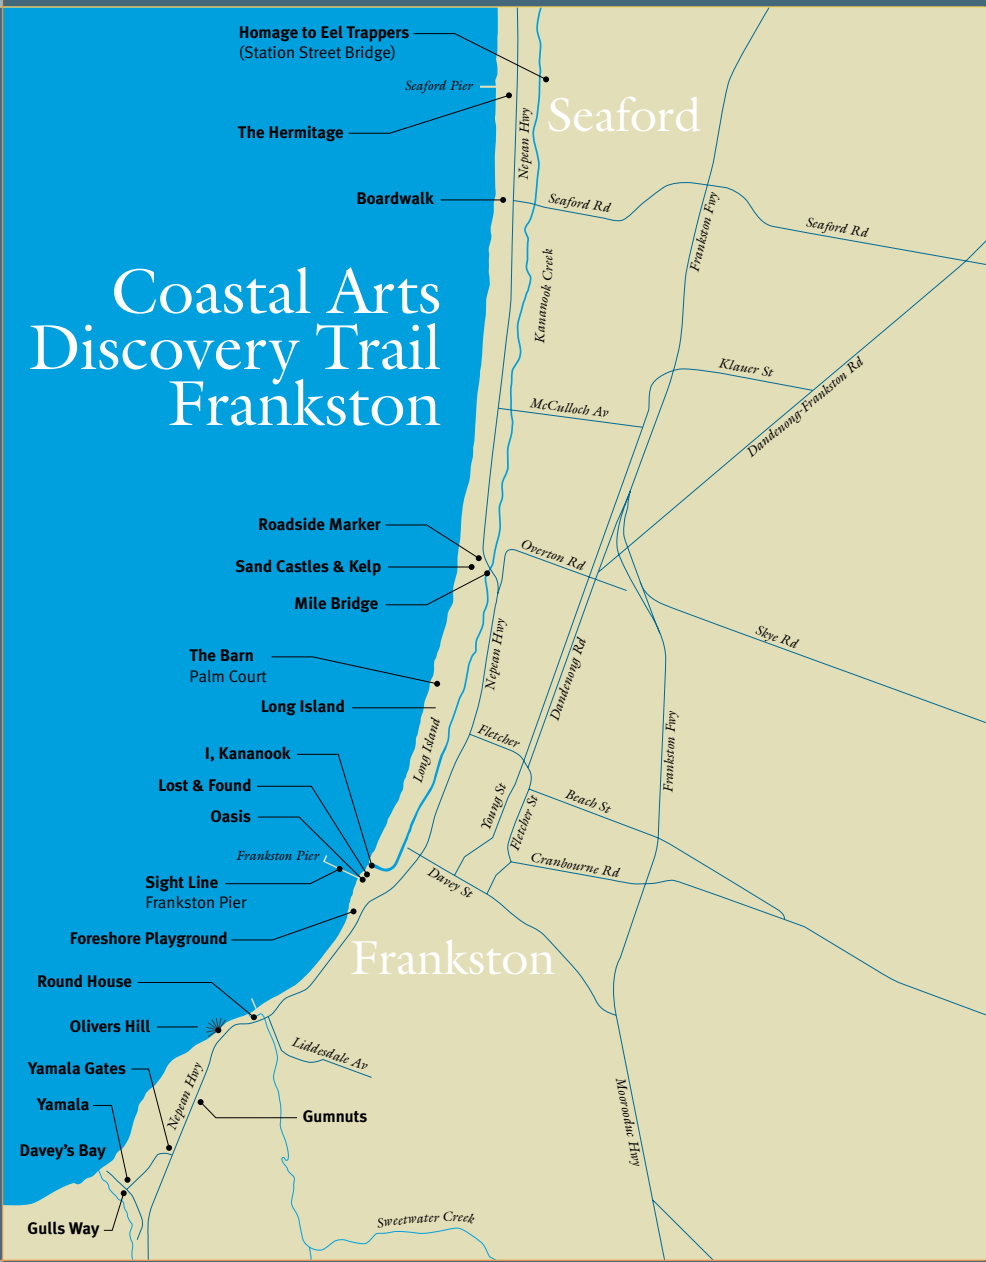 Homage to Eel Trappers
(Station Street Bridge)
Seaford Pier
Seaford
The Hermitage
Nepean Hwy
Boardwalk
Seaford Rd
Frankston Fwy
Seaford Rd
Kananook Creek
Coastal Arts
Discovery Trail
Frankston
Klauer St
Dandenong-Frankston Rd
McCulloch Av
Roadside Marker
Overton Rd
Sand Castles & Kelp
Mile Bridge
Skye Rd
Nepean Hwy
The Barn
Palm Court
Dandenong Rd
Long Island
Long Island
Fletcher
Frankston Fwy
I, Kananook
Lost & Found
Young St
Fletcher St
Beach St
Oasis
Frankston Pier
Cranbourne Rd
Davey St
Sight Line
Frankston Pier
Foreshore Playground
Frankston
Round House
Olivers Hill
Liddesdale Av
Yamala Gates
Nepean Hwy
Yamala
Gumnuts
Moorooduc Hwy
Davey's Bay
Gulls Way
Sweetwater Creek